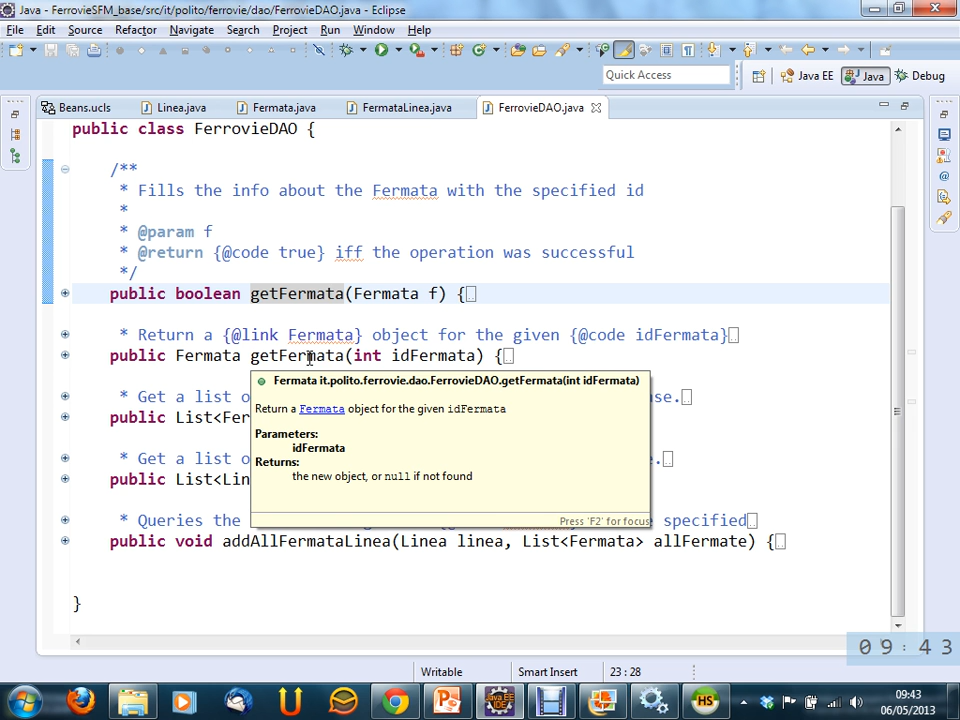 Java - FerrovieSFM_base/src/it/polito/ferrovie/dao/FerrovieDAO.java - Eclipse
File Edit Source Refactor Navigate Search Project Run Window Help
Quick Access
Java EE Java Debug
Beans.ucls Linea.java Fermata.java FermataLinea.java FerrovieDAO.java
public class FerrovieDAO {
/**
* Fills the info about the Fermata with the specified id
*
* @param f
* @return {@code true} iff the operation was successful
*/
public boolean getFermata(Fermata f) {
* Return a {@link Fermata} object for the given {@code idFermata}
public Fermata getFermata(int idFermata) {
Fermata it.polito.ferrovie.dao.FerrovieDAO.getFermata(int idFermata)
* Get a list o se.
Return a Fermata object for the given idFermata
public List<Fer
Parameters:
idFermata
* Get a list o .
Returns:
the new object, or null if not found
public List<Lin
* Queries the specified
Press 'F2' for focus
public void addAllFermataLinea(Linea linea, List<Fermata> allFermate) {
}
09:43
Writable Smart Insert 23 : 28
HS
09:43
06/05/2013